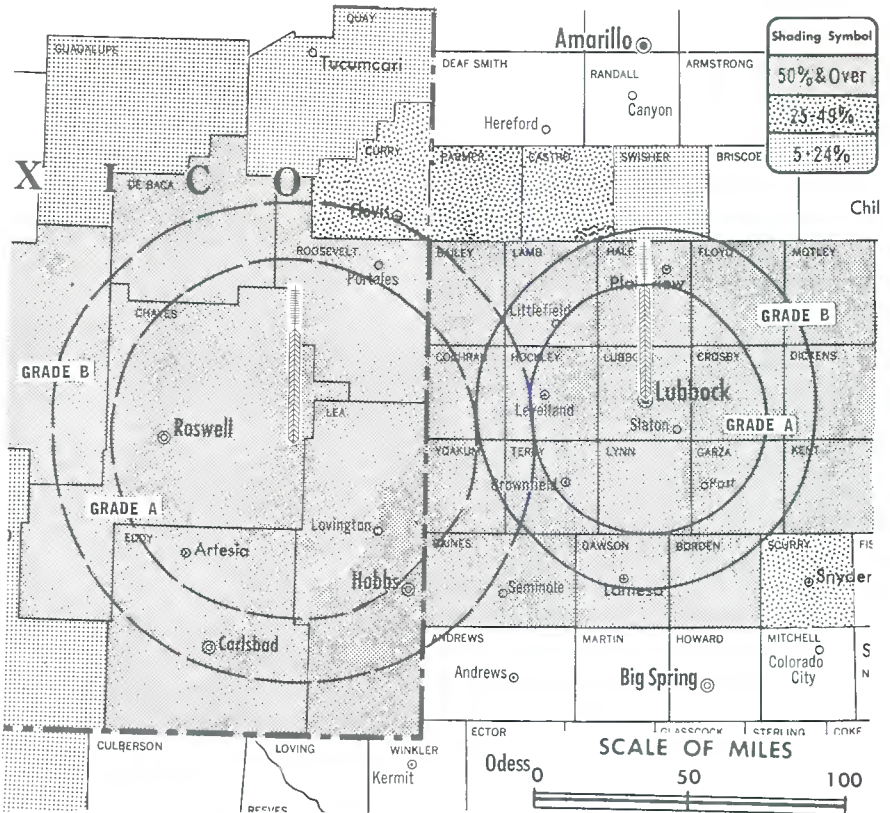 QUAY
GUADALUPE
Tucumcari
Amarillo
DEAF SMITH
RANDALL
ARMSTRONG
Canyon
Hereford
Shading Symbol
50%&Over
25-49%
5-24%
CURRY
PARMER
CASTRO
SWISHER
BRISCOE
X I C O
DE BACA
Clovis
Chil
ROOSEVELT
Portales
BAILEY
LAMB
HALE
FLOYD
MOTLEY
Plainview
CHAVES
Littlefield
GRADE B
GRADE B
COCHRAN
HOCKLEY
LUBBO
CROSBY
DICKENS
LEA
Levelland
Lubbock
Roswell
Slaton
GRADE A
YOAKUM
TERRY
LYNN
GARZA
KENT
Brownfield
Post
GRADE A
Lovington
EDDY
Artesia
GAINES
DAWSON
BORDEN
SCURRY
FIS
Hobbs
Seminole
Lamesa
Snyder
Carlsbad
ANDREWS
MARTIN
HOWARD
MITCHELL
Andrews
Big Spring
Colorado
City
S
N
CULBERSON
LOVING
WINKLER
ECTOR
GLASSCOCK
STERLING
COKE
Kermit
Odess
SCALE OF MILES
0 50 100
REEVES